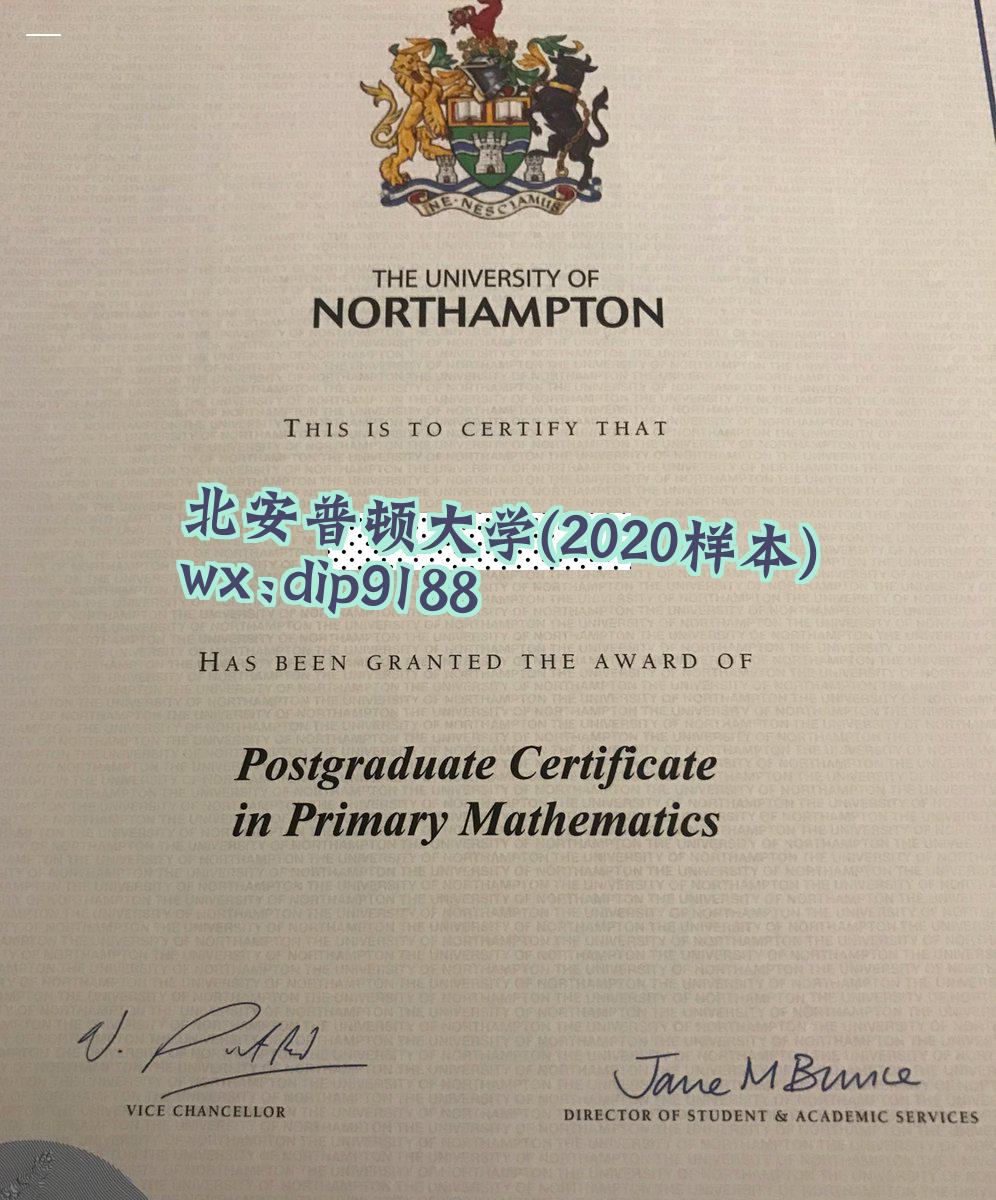 NE·NESCIAMUS
THE UNIVERSITY OF
NORTHAMPTON
THIS IS TO CERTIFY THAT
北安普顿大学(2020样本)
wx:dip9188
HAS BEEN GRANTED THE AWARD OF
Postgraduate Certificate
in Primary Mathematics
Jane M Bunce
VICE CHANCELLOR
DIRECTOR OF STUDENT & ACADEMIC SERVICES